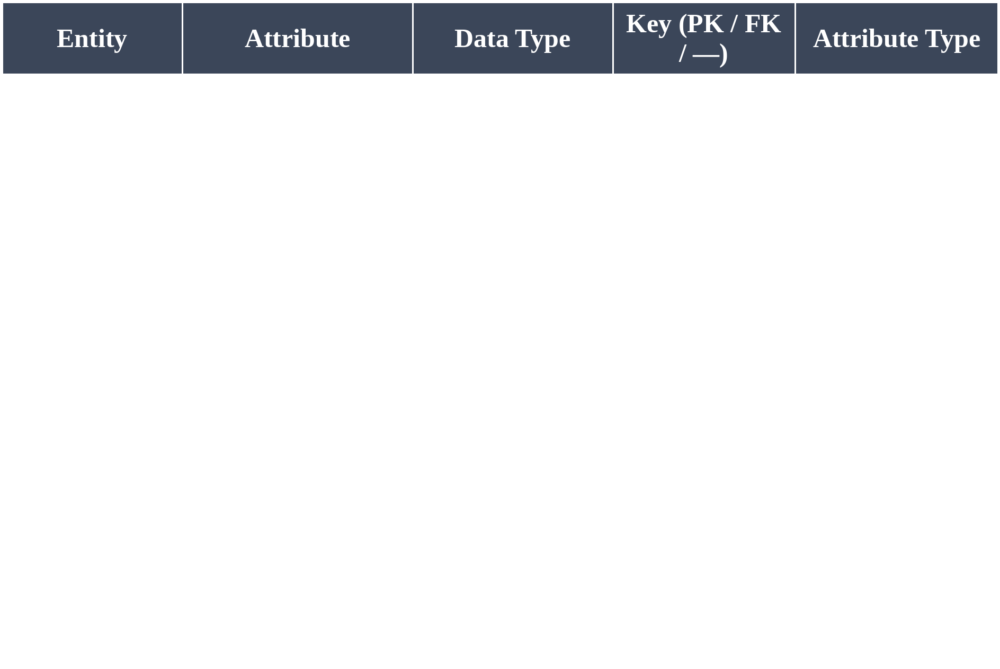 Entity
Attribute
Data Type
Key (PK / FK
/ —)
Attribute Type